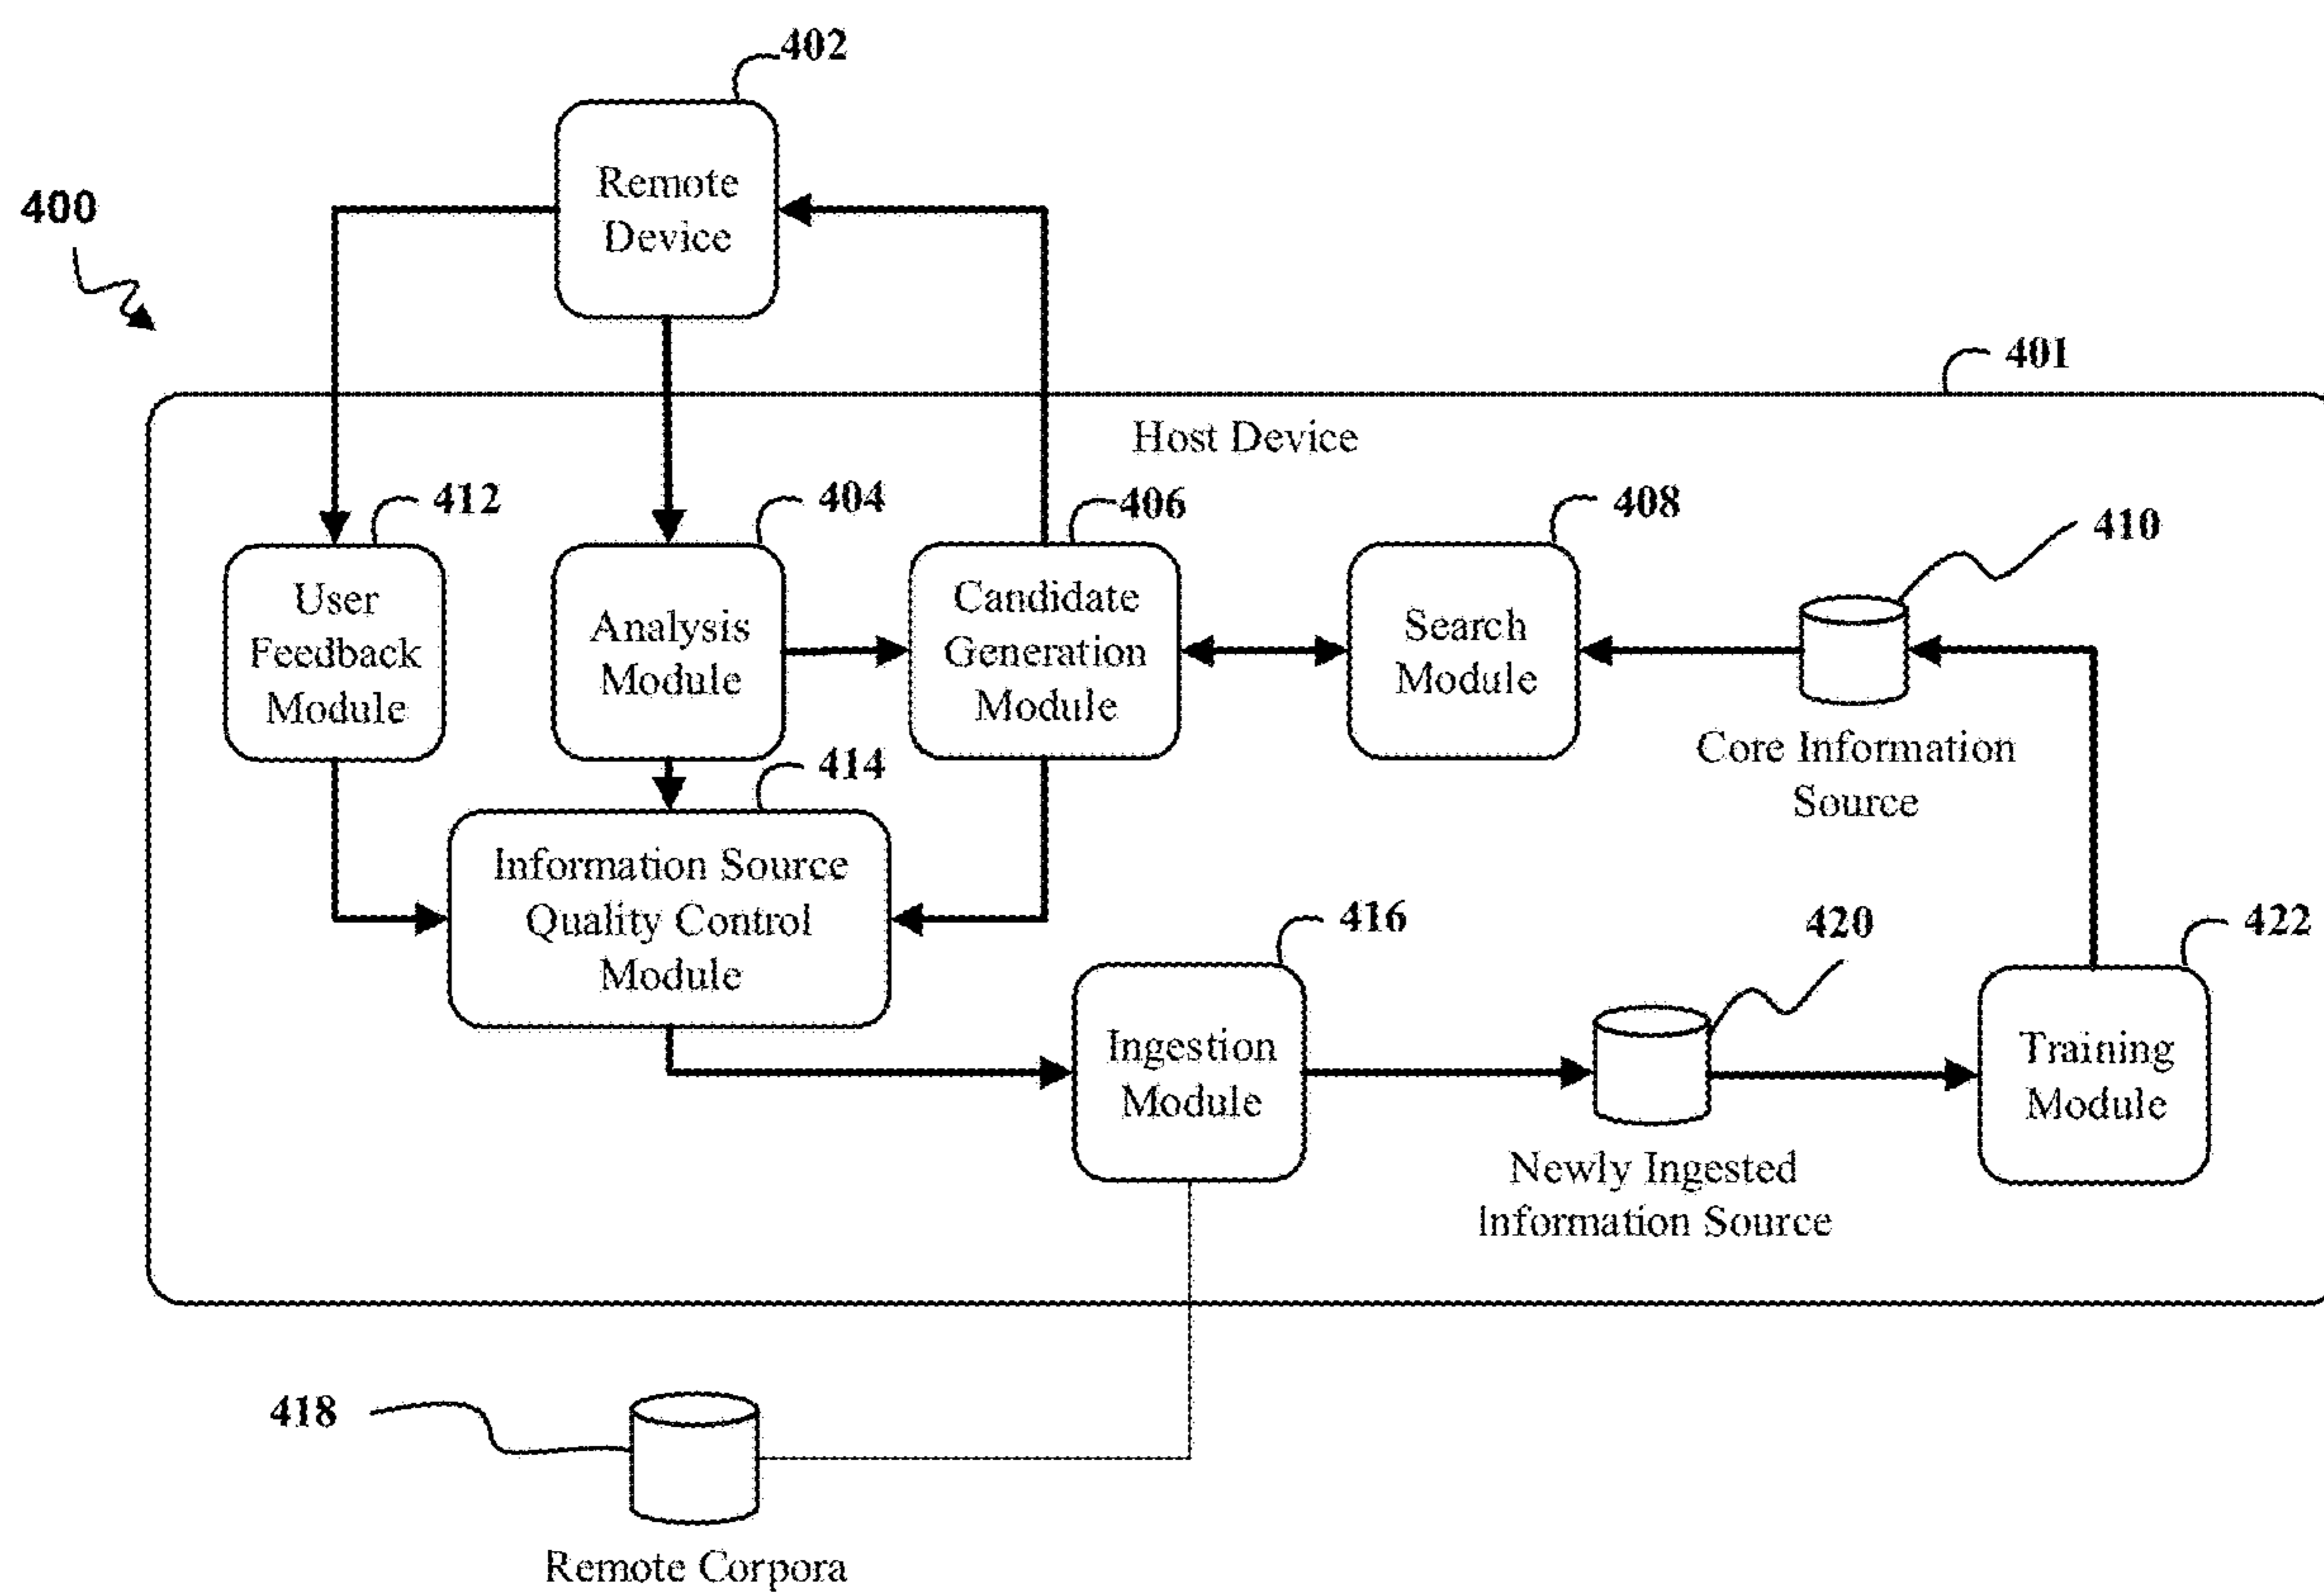 402
Remote
Device
400
401
Host Device
412
404
406
408
410
User
Feedback
Module
Analysis
Module
Candidate
Generation
Module
Search
Module
Core Information
Source
414
Information Source
Quality Control
Module
416
420
422
Ingestion
Module
Newly Ingested
Information Source
Training
Module
418
Remote Corpora